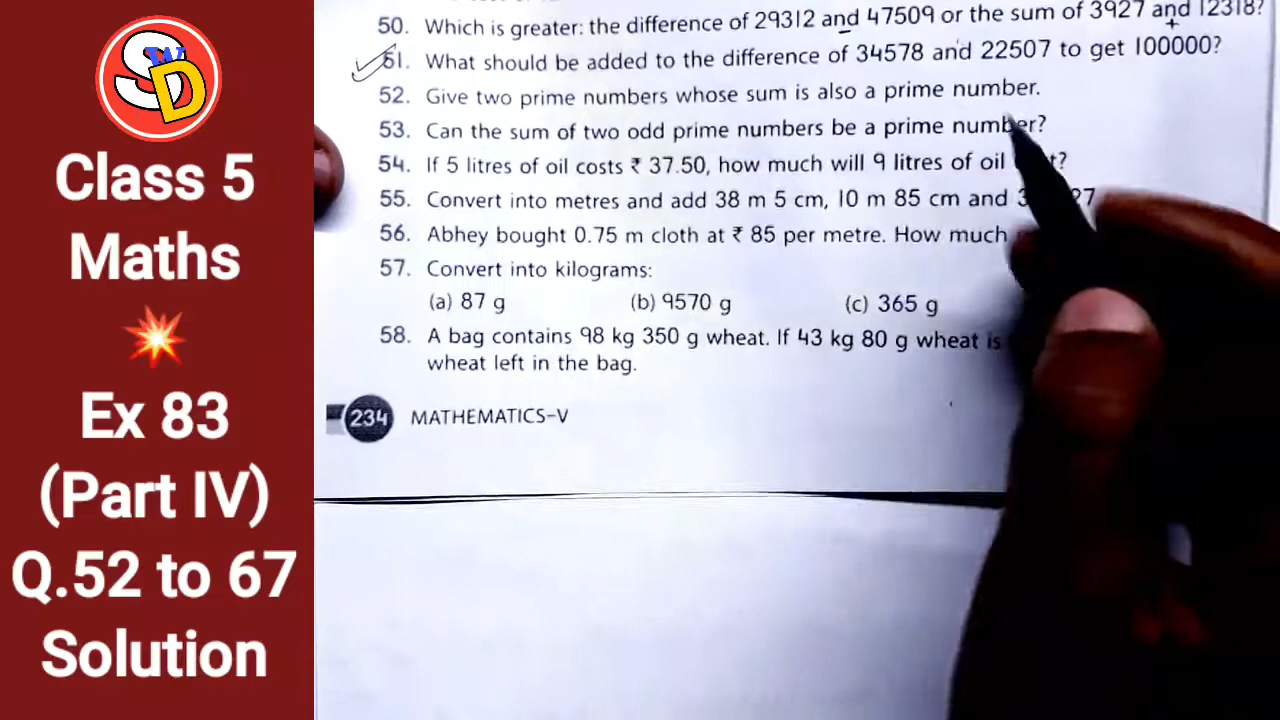 SWD
Class 5
Maths
Ex 83
(Part IV)
Q.52 to 67
Solution
50. Which is greater: the difference of 29312 and 47509 or the sum of 3927 and 12318?
51. What should be added to the difference of 34578 and 22507 to get 100000?
52. Give two prime numbers whose sum is also a prime number.
53. Can the sum of two odd prime numbers be a prime number?
54. If 5 litres of oil costs ₹ 37.50, how much will 9 litres of oil
55. Convert into metres and add 38 m 5 cm, 10 m 85 cm and
56. Abhey bought 0.75 m cloth at ₹ 85 per metre. How much
57. Convert into kilograms:
(a) 87 g (b) 9570 g (c) 365 g
58. A bag contains 98 kg 350 g wheat. If 43 kg 80 g wheat is
wheat left in the bag.
234 MATHEMATICS–V